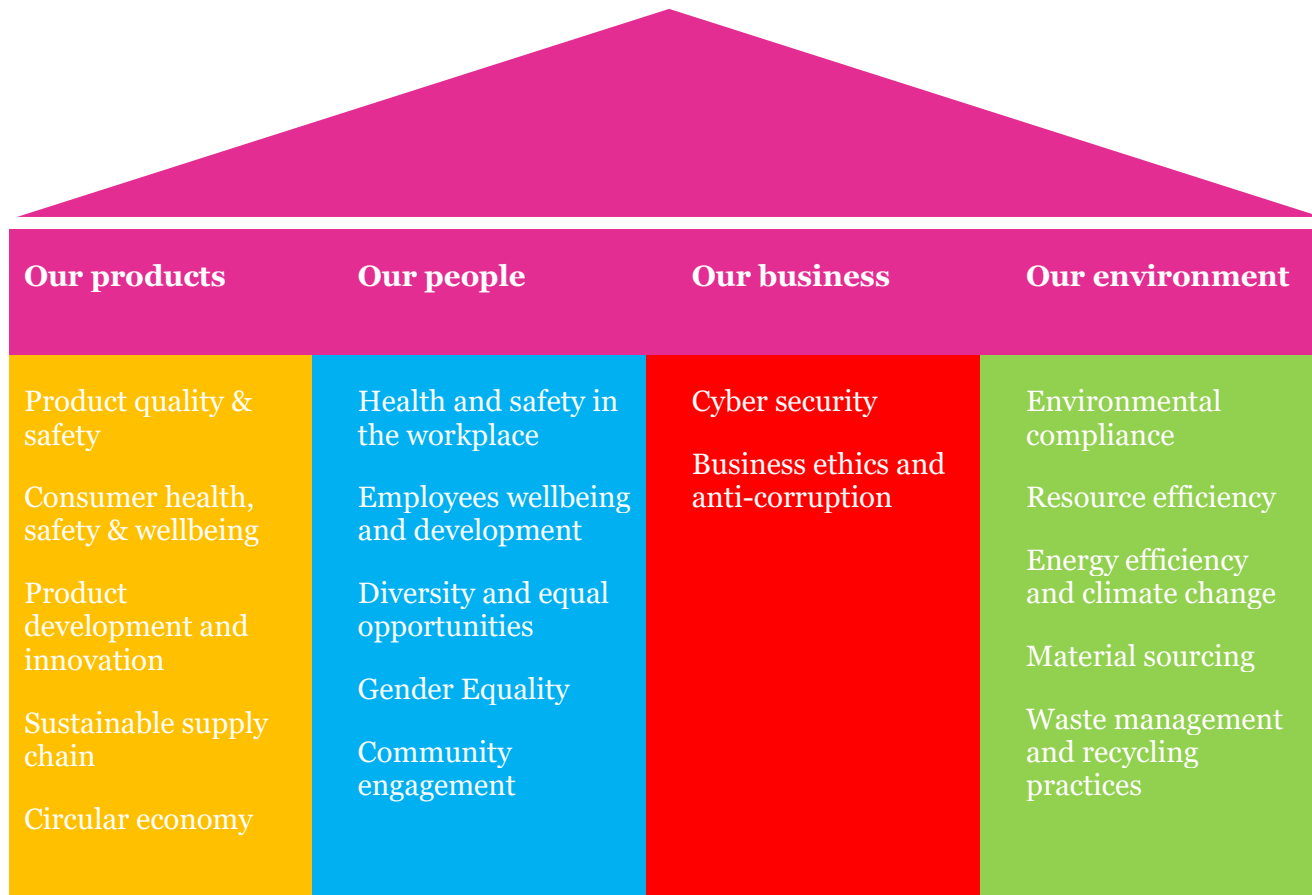 Our products
Our people
Our business
Our environment
Product quality &
safety
Consumer health,
safety & wellbeing
Product
development and
innovation
Sustainable supply
chain
Circular economy
Health and safety in
the workplace
Employees wellbeing
and development
Diversity and equal
opportunities
Gender Equality
Community
engagement
Cyber security
Business ethics and
anti-corruption
Environmental
compliance
Resource efficiency
Energy efficiency
and climate change
Material sourcing
Waste management
and recycling
practices